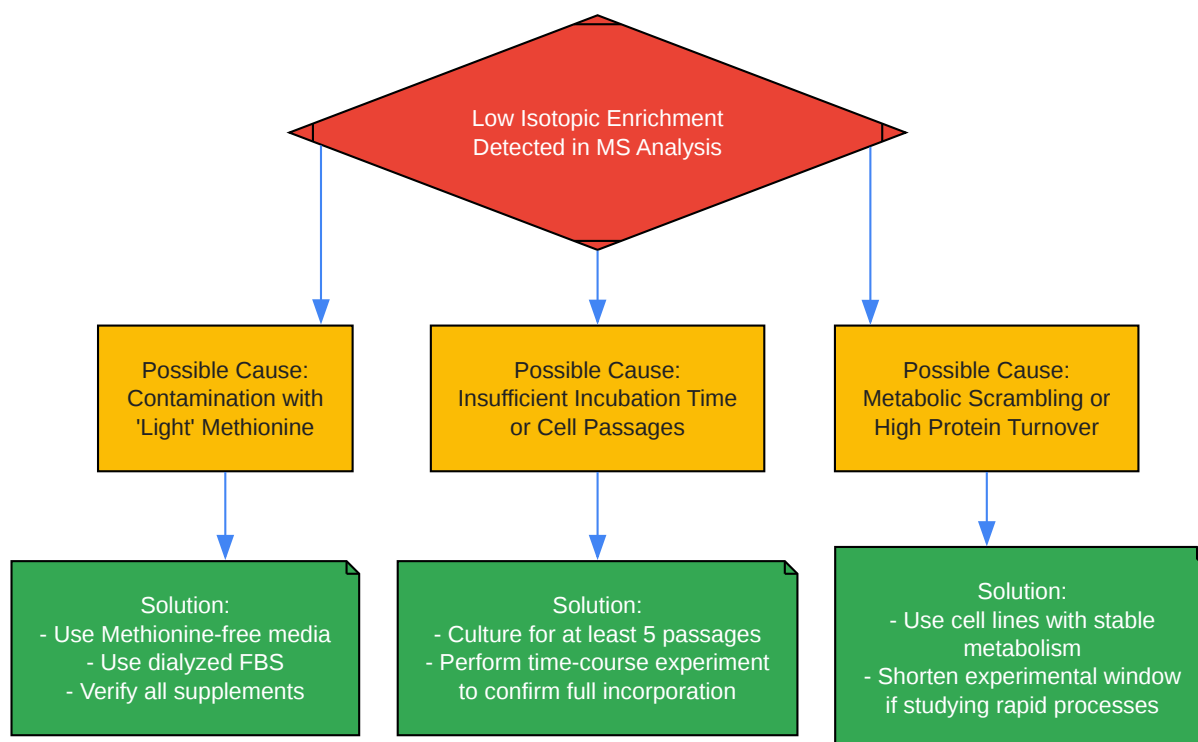 Low Isotopic Enrichment
Detected in MS Analysis
Possible Cause:
Contamination with
'Light' Methionine
Possible Cause:
Insufficient Incubation Time
or Cell Passages
Possible Cause:
Metabolic Scrambling or
High Protein Turnover
Solution:
- Use Methionine-free media
- Use dialyzed FBS
- Verify all supplements
Solution:
- Culture for at least 5 passages
- Perform time-course experiment
to confirm full incorporation
Solution:
- Use cell lines with stable
metabolism
- Shorten experimental window
if studying rapid processes